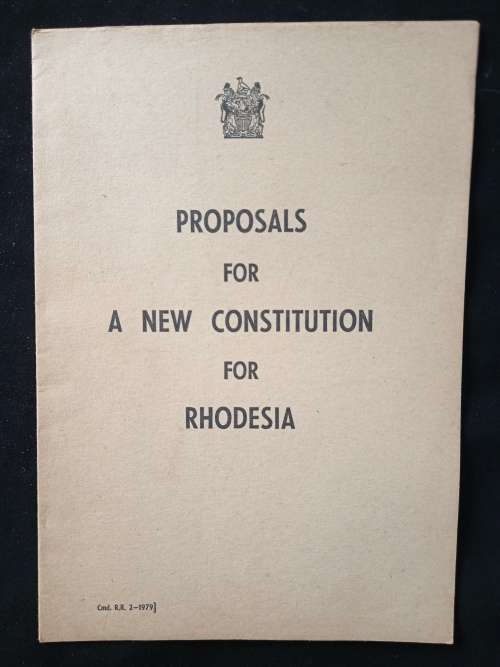 PROPOSALS
FOR
A NEW CONSTITUTION
FOR
RHODESIA
Cmd. R.R. 2—1979]